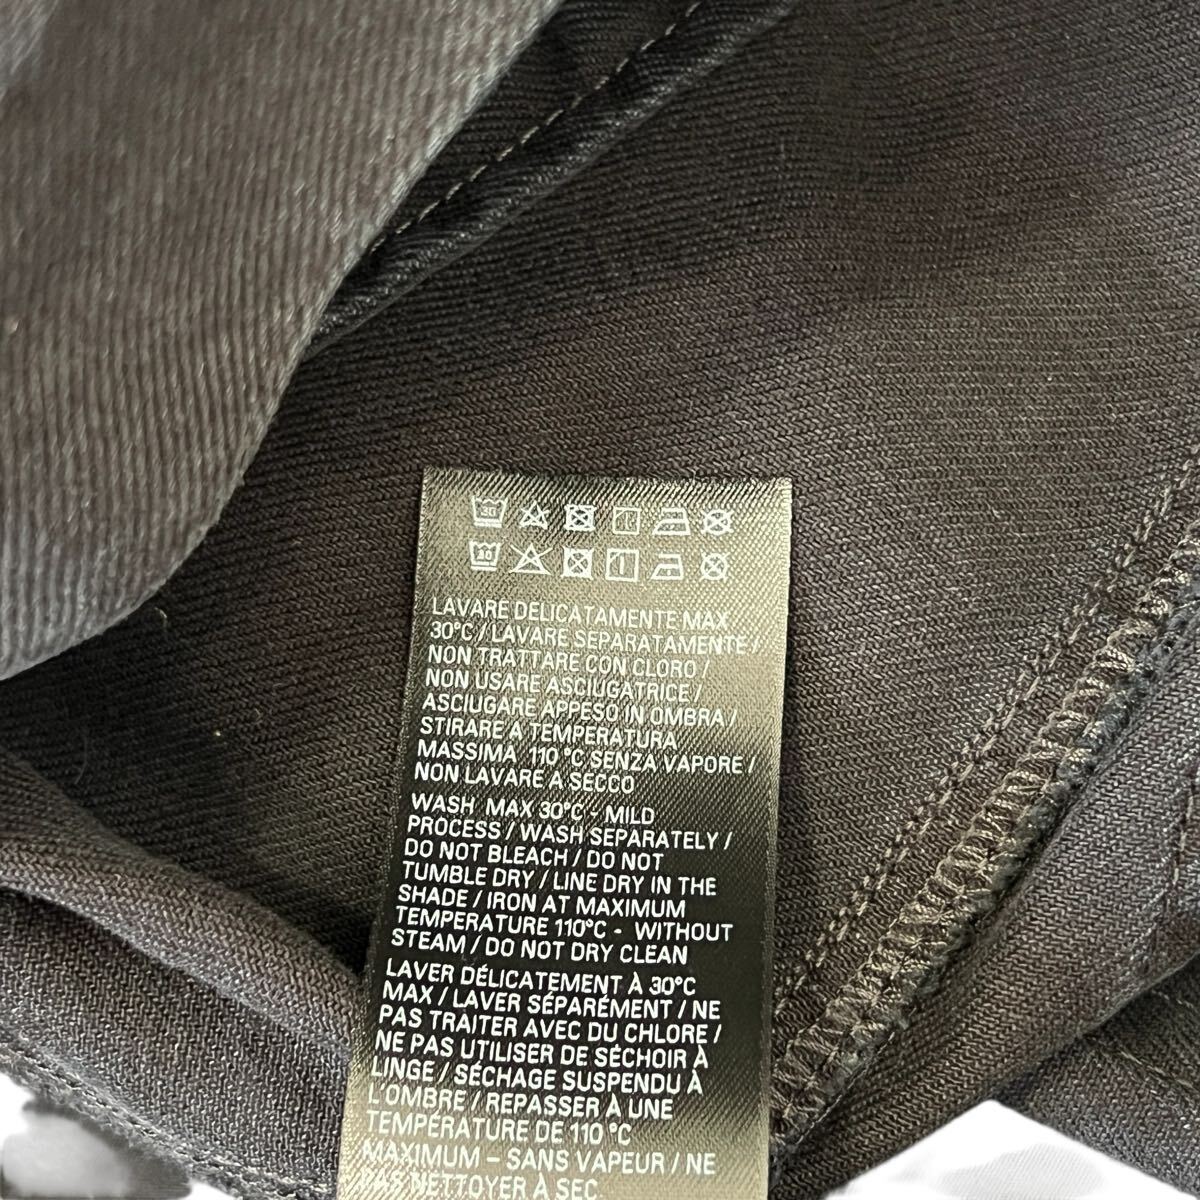 30
30
LAVARE DELICATAMENTE MAX
30°C / LAVARE SEPARATAMENTE /
NON TRATTARE CON CLORO /
NON USARE ASCIUGATRICE /
ASCIUGARE APPESO IN OMBRA /
STIRARE A TEMPERATURA
MASSIMA 110 °C SENZA VAPORE /
NON LAVARE A SECCO
WASH MAX 30°C - MILD
PROCESS / WASH SEPARATELY /
DO NOT BLEACH / DO NOT
TUMBLE DRY / LINE DRY IN THE
SHADE / IRON AT MAXIMUM
TEMPERATURE 110°C - WITHOUT
STEAM / DO NOT DRY CLEAN
LAVER DÉLICATEMENT À 30°C
MAX / LAVER SÉPARÉMENT / NE
PAS TRAITER AVEC DU CHLORE /
NE PAS UTILISER DE SÉCHOIR À
LINGE / SÉCHAGE SUSPENDU À
L'OMBRE / REPASSER À UNE
TEMPÉRATURE DE 110 °C
MAXIMUM - SANS VAPEUR / NE
PAS NETTOYER À SEC